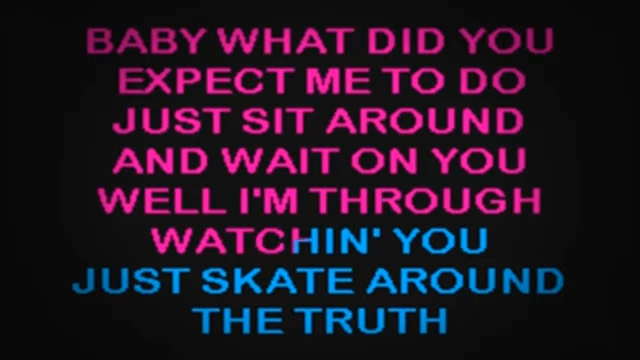 BABY WHAT DID YOU
EXPECT ME TO DO
JUST SIT AROUND
AND WAIT ON YOU
WELL I'M THROUGH
WATCHIN' YOU
JUST SKATE AROUND
THE TRUTH